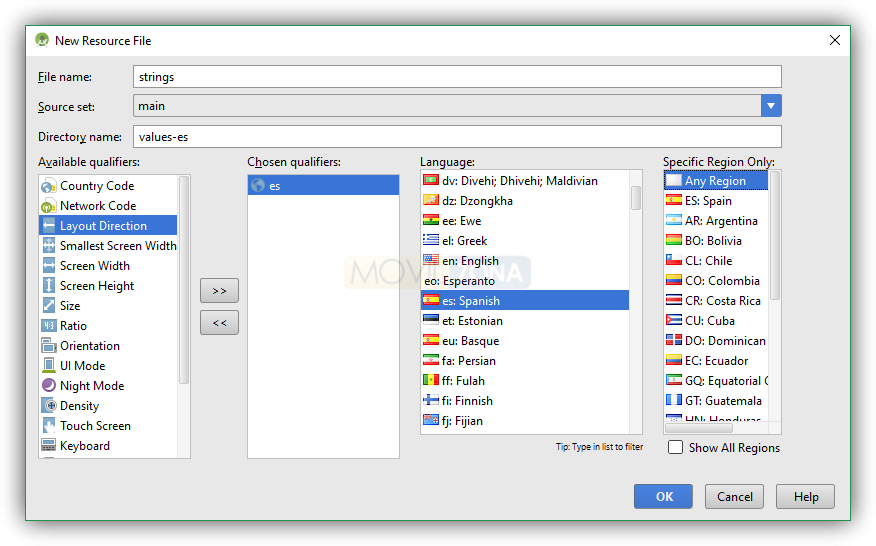 New Resource File
File name:
strings
Source set:
main
Directory name:
values-es
Available qualifiers:
Country Code
Network Code
Layout Direction
Smallest Screen Width
Screen Width
Screen Height
Size
Ratio
Orientation
UI Mode
Night Mode
Density
Touch Screen
Keyboard
>>
<<
Chosen qualifiers:
es
Language:
dv: Divehi; Dhivehi; Maldivian
dz: Dzongkha
ee: Ewe
el: Greek
en: English
eo: Esperanto
es: Spanish
et: Estonian
eu: Basque
fa: Persian
ff: Fulah
fi: Finnish
fj: Fijian
Tip: Type in list to filter
Specific Region Only:
Any Region
ES: Spain
AR: Argentina
BO: Bolivia
CL: Chile
CO: Colombia
CR: Costa Rica
CU: Cuba
DO: Dominican
EC: Ecuador
GQ: Equatorial
GT: Guatemala
HN: Honduras
Show All Regions
OK
Cancel
Help